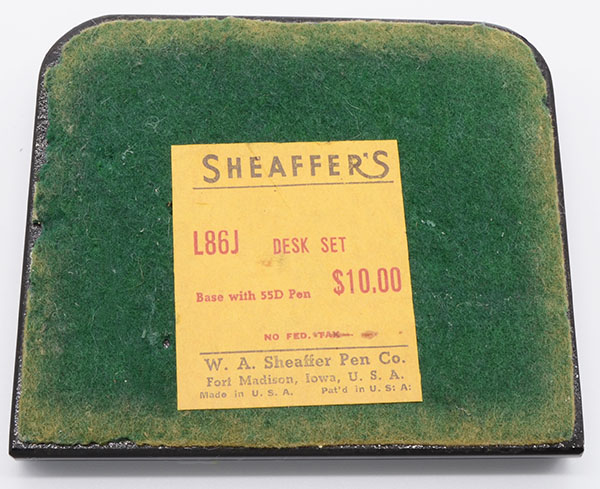 SHEAFFER'S
L86J DESK SET
Base with 55D Pen $10.00
NO FED. TAX
W. A. Sheaffer Pen Co.
Fort Madison, Iowa, U. S. A.
Made in U. S. A. Pat'd in U. S. A.